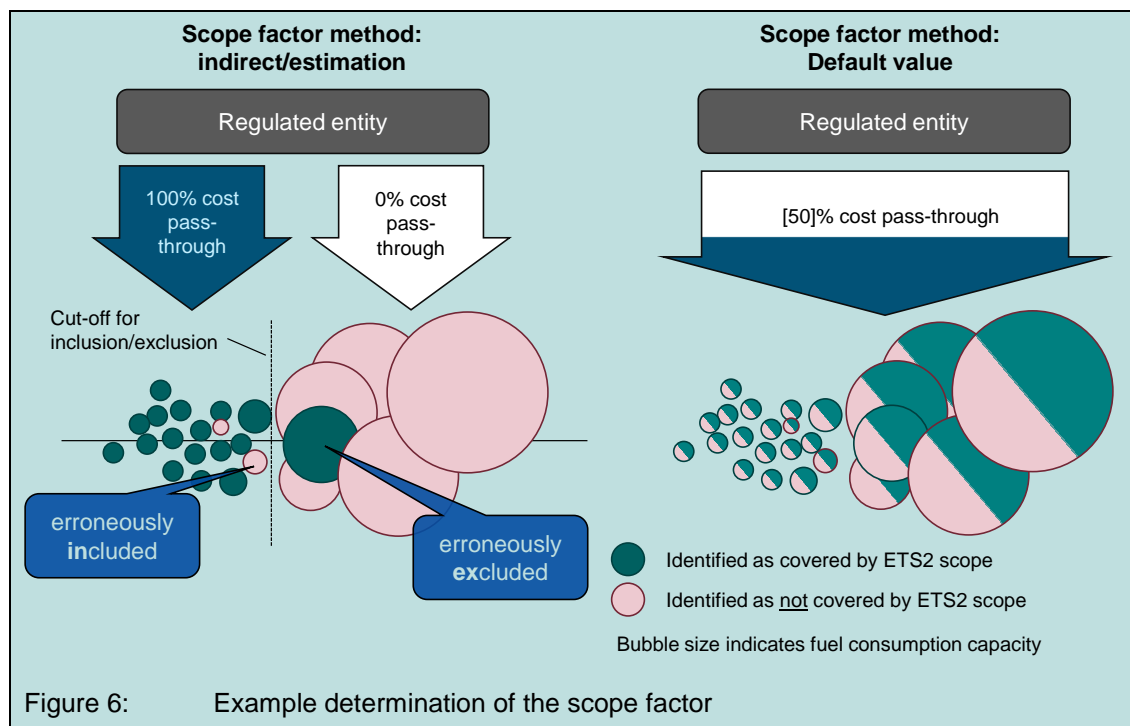 Scope factor method:
indirect/estimation
Regulated entity
100% cost
pass-
through
0% cost
pass-
through
Cut-off for
inclusion/exclusion
erroneously
included
erroneously
excluded
Scope factor method:
Default value
Regulated entity
[50]% cost pass-through
Identified as covered by ETS2 scope
Identified as not covered by ETS2 scope
Bubble size indicates fuel consumption capacity
Figure 6: Example determination of the scope factor